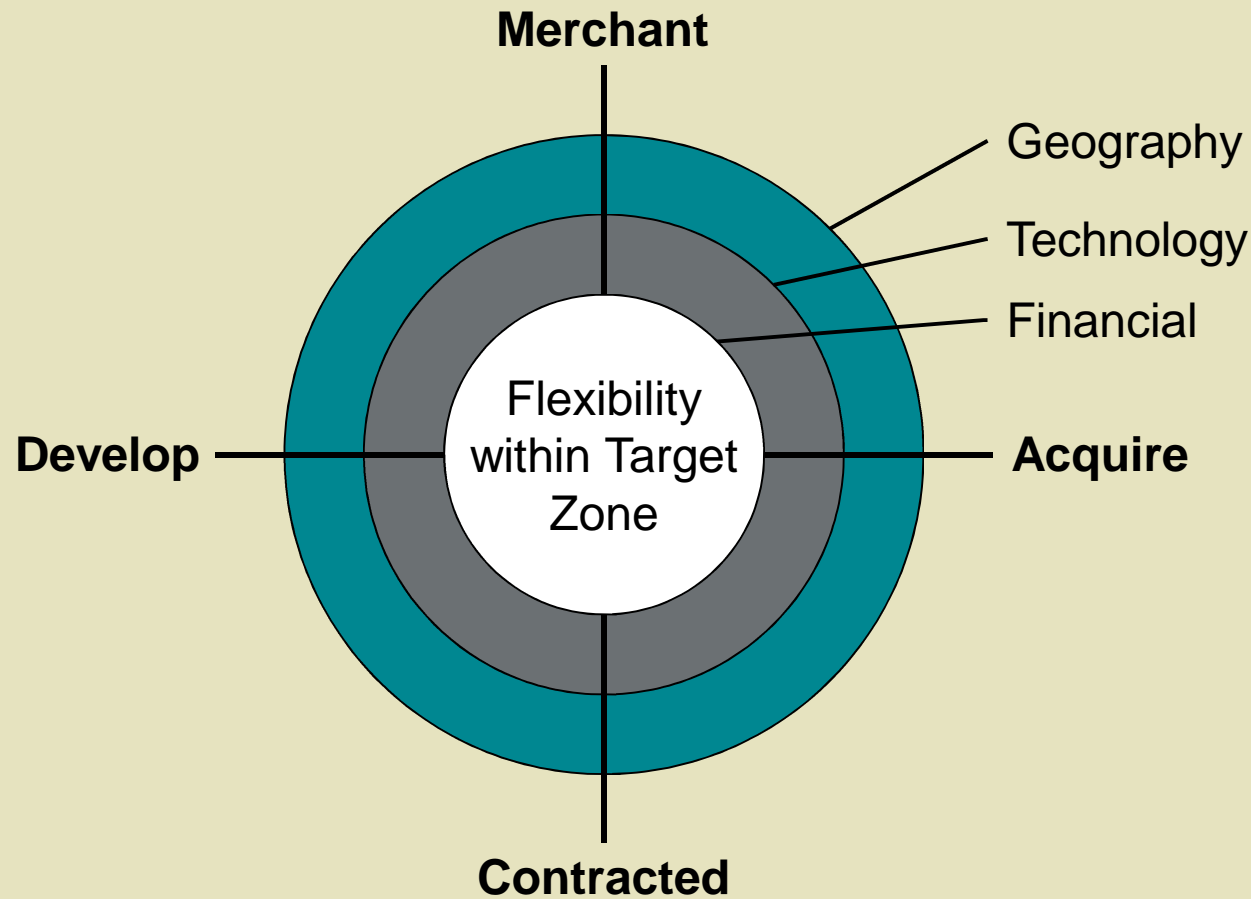 Merchant
Geography
Technology
Financial
Flexibility
within Target
Zone
Develop
Acquire
Contracted